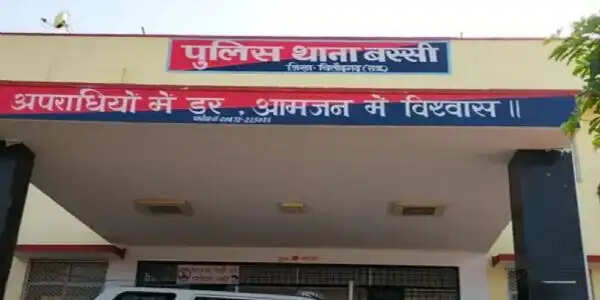 पुलिस थाना बस्सी
जिला- चित्तौड़गढ़ (राज.)
अपराधियों में डर , आमजन में विश्वास ॥